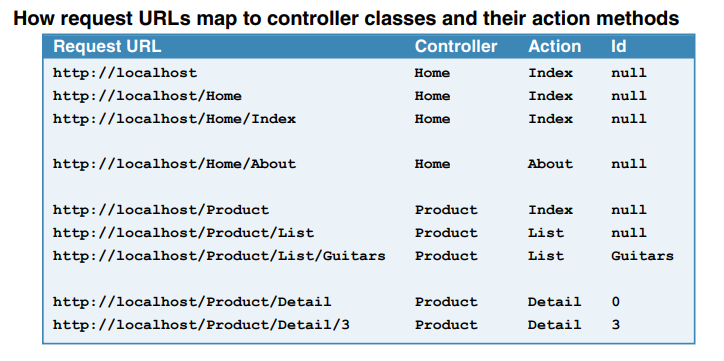 How request URLs map to controller classes and their action methods
Request URL Controller Action Id
http://localhost Home Index null
http://localhost/Home Home Index null
http://localhost/Home/Index Home Index null
http://localhost/Home/About Home About null
http://localhost/Product Product Index null
http://localhost/Product/List Product List null
http://localhost/Product/List/Guitars Product List Guitars
http://localhost/Product/Detail Product Detail 0
http://localhost/Product/Detail/3 Product Detail 3